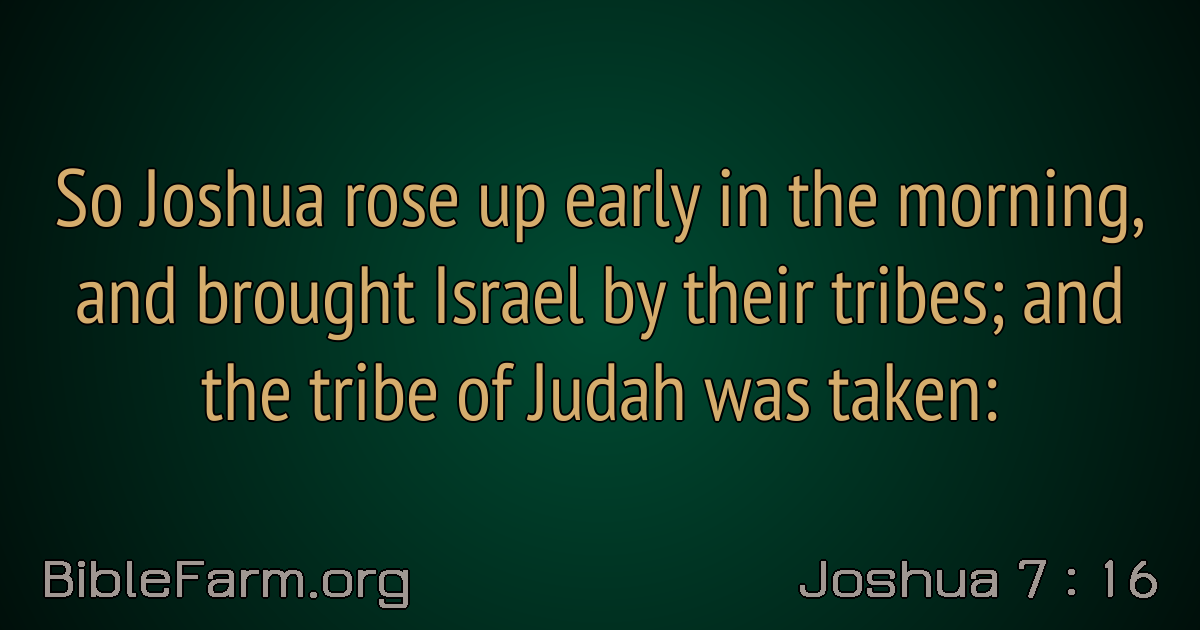 So Joshua rose up early in the morning,
and brought Israel by their tribes; and
the tribe of Judah was taken:
BibleFarm.org
Joshua 7 : 16